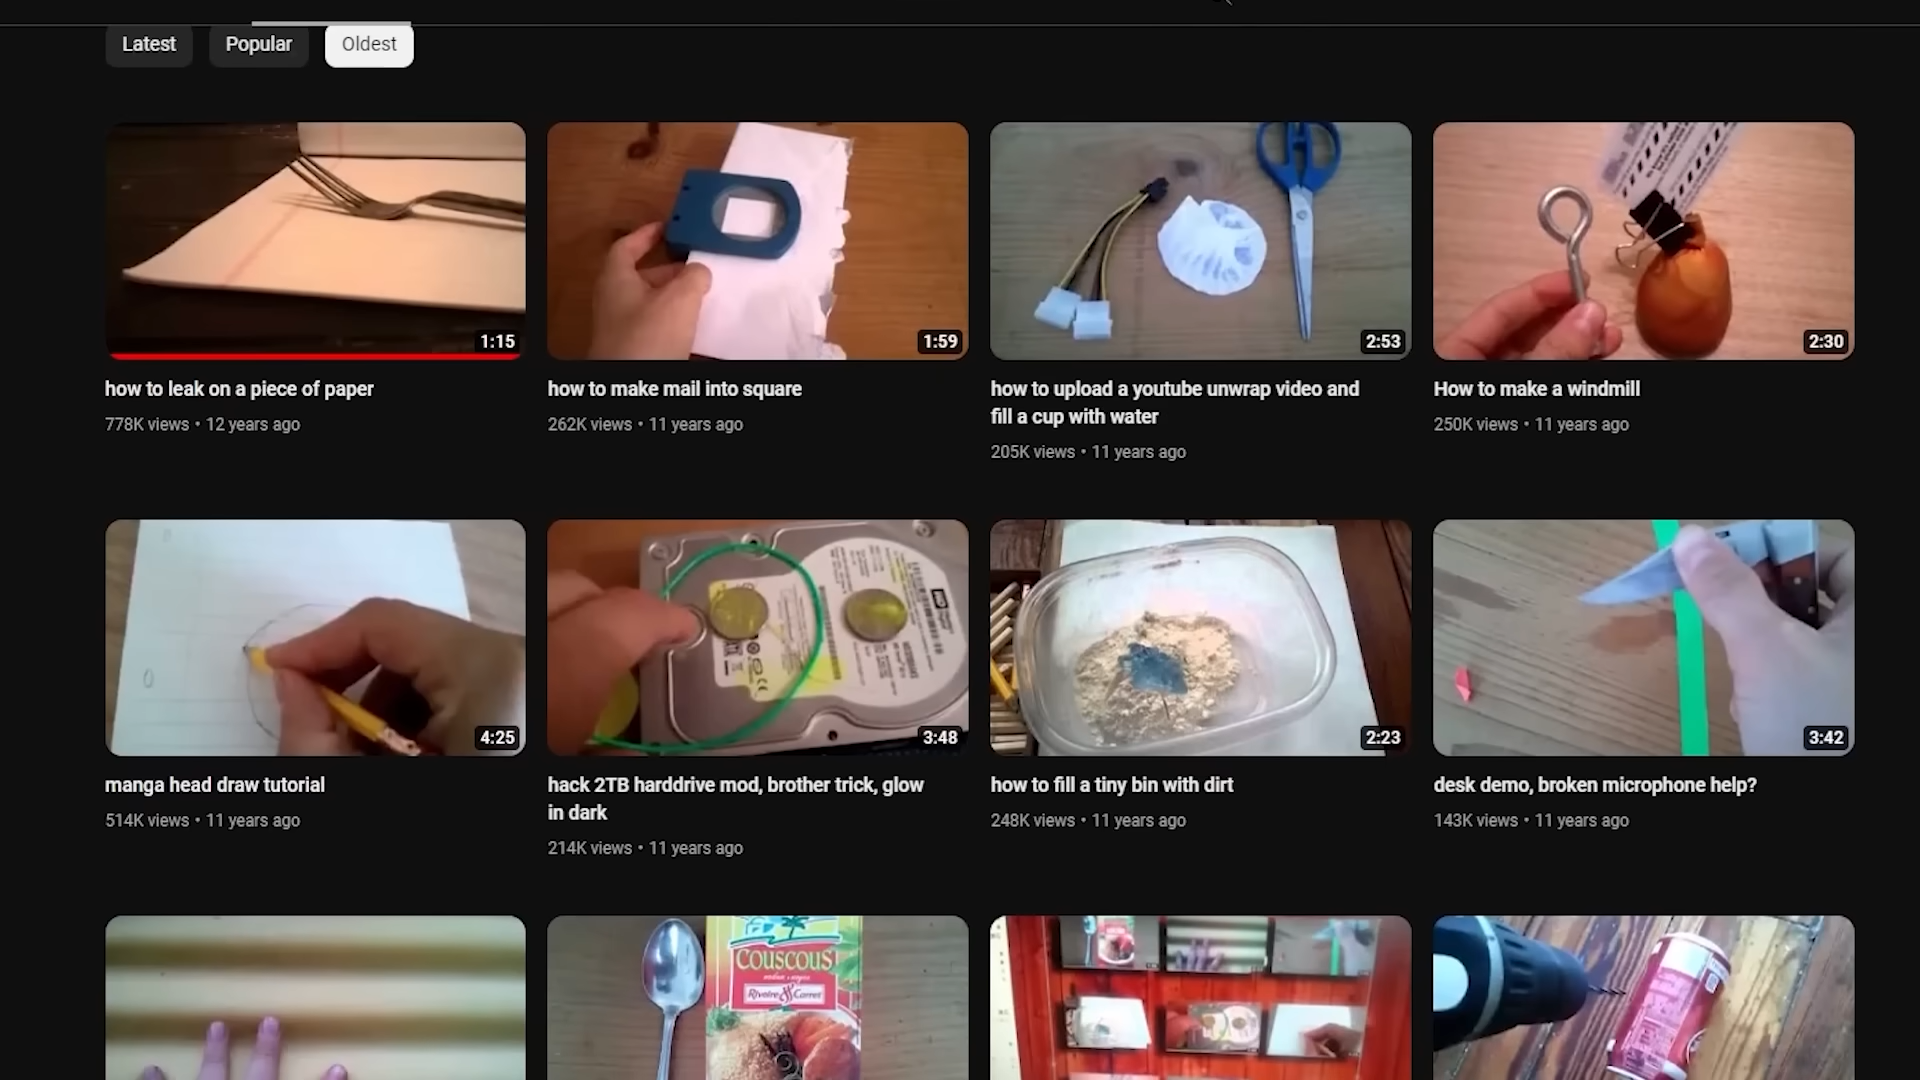 Latest
Popular
Oldest
1:15
1:59
2:53
2:30
how to leak on a piece of paper
how to make mail into square
how to upload a youtube unwrap video and
fill a cup with water
How to make a windmill
778K views • 12 years ago
262K views • 11 years ago
205K views • 11 years ago
250K views • 11 years ago
4:25
3:48
2:23
3:42
manga head draw tutorial
hack 2TB harddrive mod, brother trick, glow
in dark
how to fill a tiny bin with dirt
desk demo, broken microphone help?
514K views • 11 years ago
214K views • 11 years ago
248K views • 11 years ago
143K views • 11 years ago
COUSCOUS
Rivoire & Carret